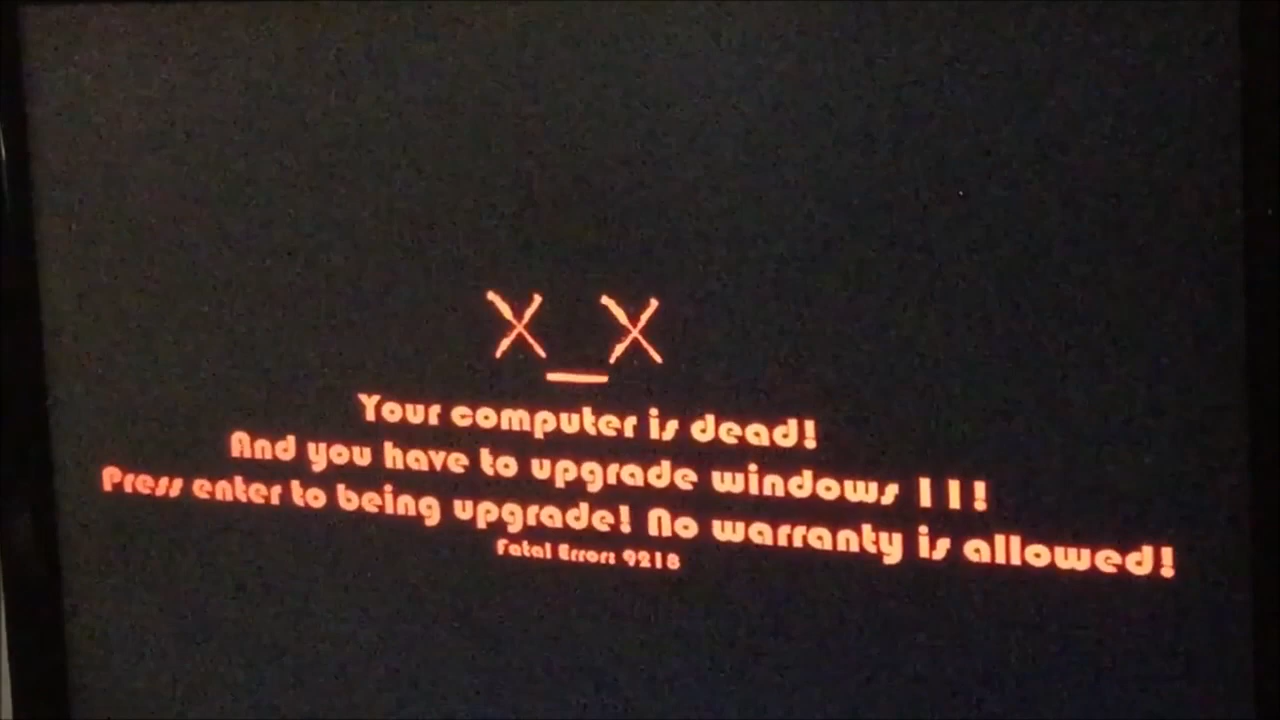 X_X
Your computer is dead!
And you have to upgrade windows 11!
Press enter to being upgrade! No warranty is allowed!
Fatal Error: 9218